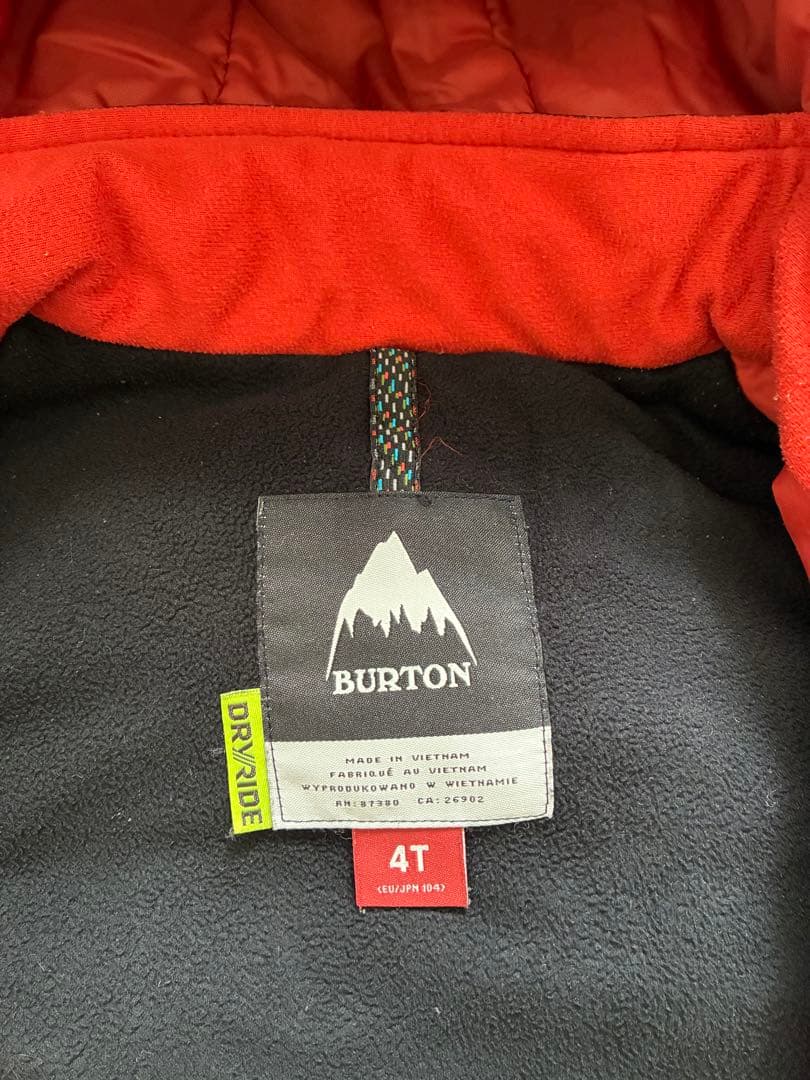 BURTON
DRY//RIDE
MADE IN VIETNAM
FABRIQUÉ AU VIETNAM
WYPRODUKOWANO W WIETNAMIE
RN: 87380 CA: 26902
4T
<EU/JPN 104>